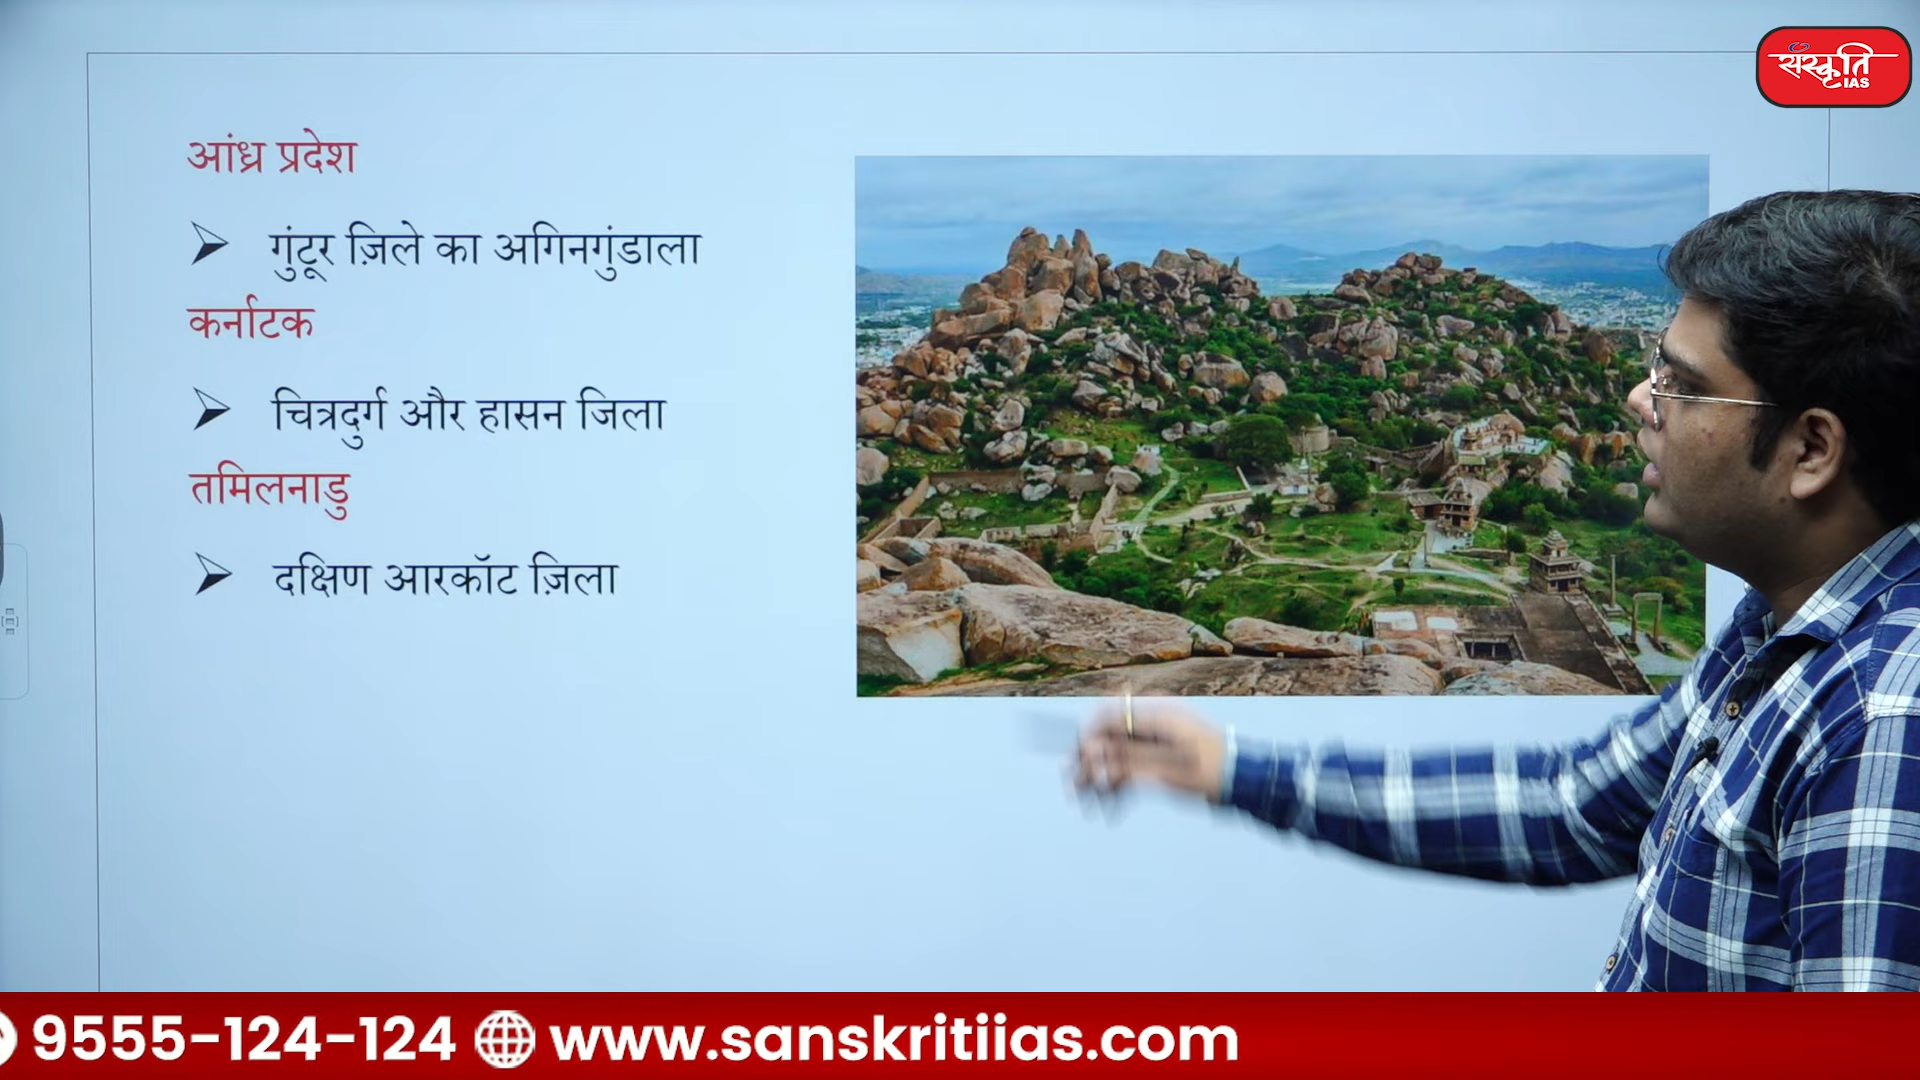 संस्कृति
IAS
आंध्र प्रदेश
गुंटूर ज़िले का अगिनगुंडाला
कर्नाटक
चित्रदुर्ग और हासन जिला
तमिलनाडु
दक्षिण आरकॉट ज़िला
9555-124-124 www.sanskritiias.com